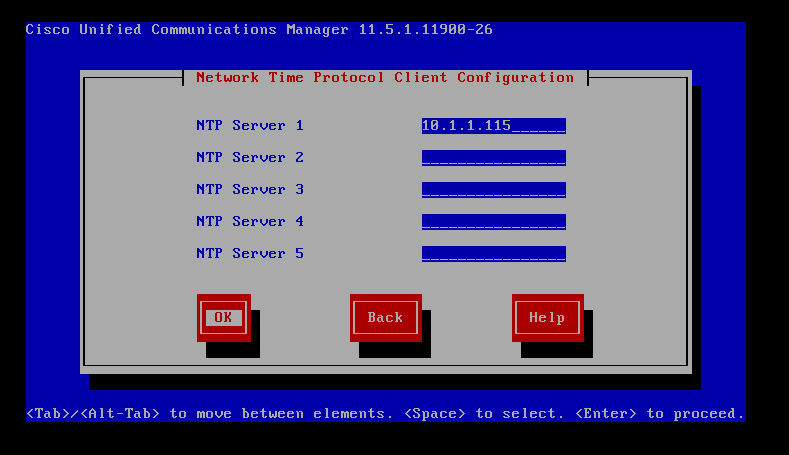 Cisco Unified Communications Manager 11.5.1.11900-26
Network Time Protocol Client Configuration
NTP Server 1 10.1.1.115______
NTP Server 2 ________________
NTP Server 3 ________________
NTP Server 4 ________________
NTP Server 5 ________________
OK Back Help
<Tab>/<Alt-Tab> to move between elements. <Space> to select. <Enter> to proceed.